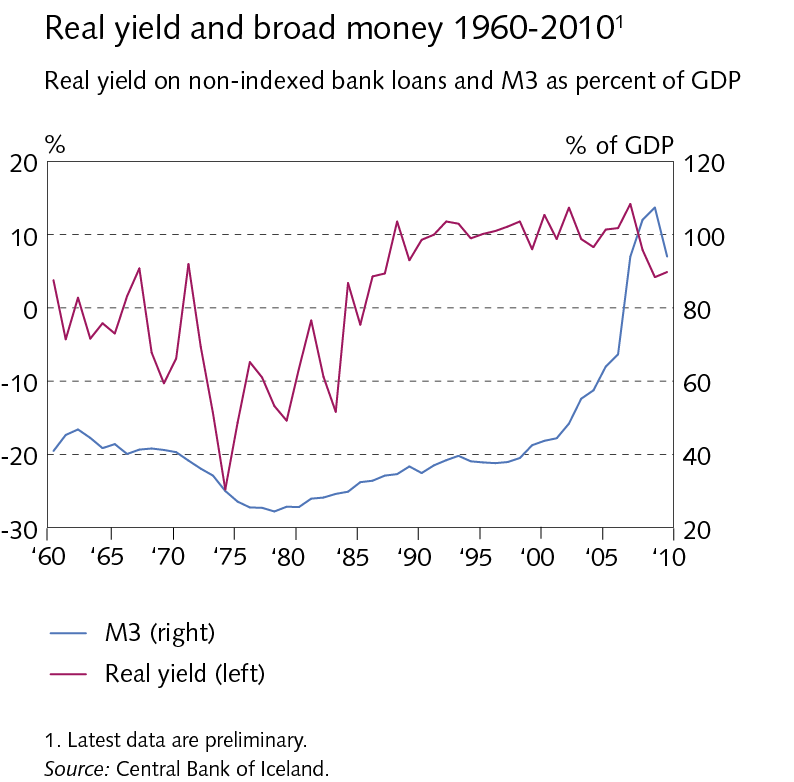 Real yield and broad money 1960-2010¹
Real yield on non-indexed bank loans and M3 as percent of GDP
% % of GDP
20 120
10 100
0 80
-10 60
-20 40
-30 20
‘60 ‘65 ‘70 ‘75 ‘80 ‘85 ‘90 ‘95 ‘00 ‘05 ‘10
M3 (right)
Real yield (left)
1. Latest data are preliminary.
Source: Central Bank of Iceland.